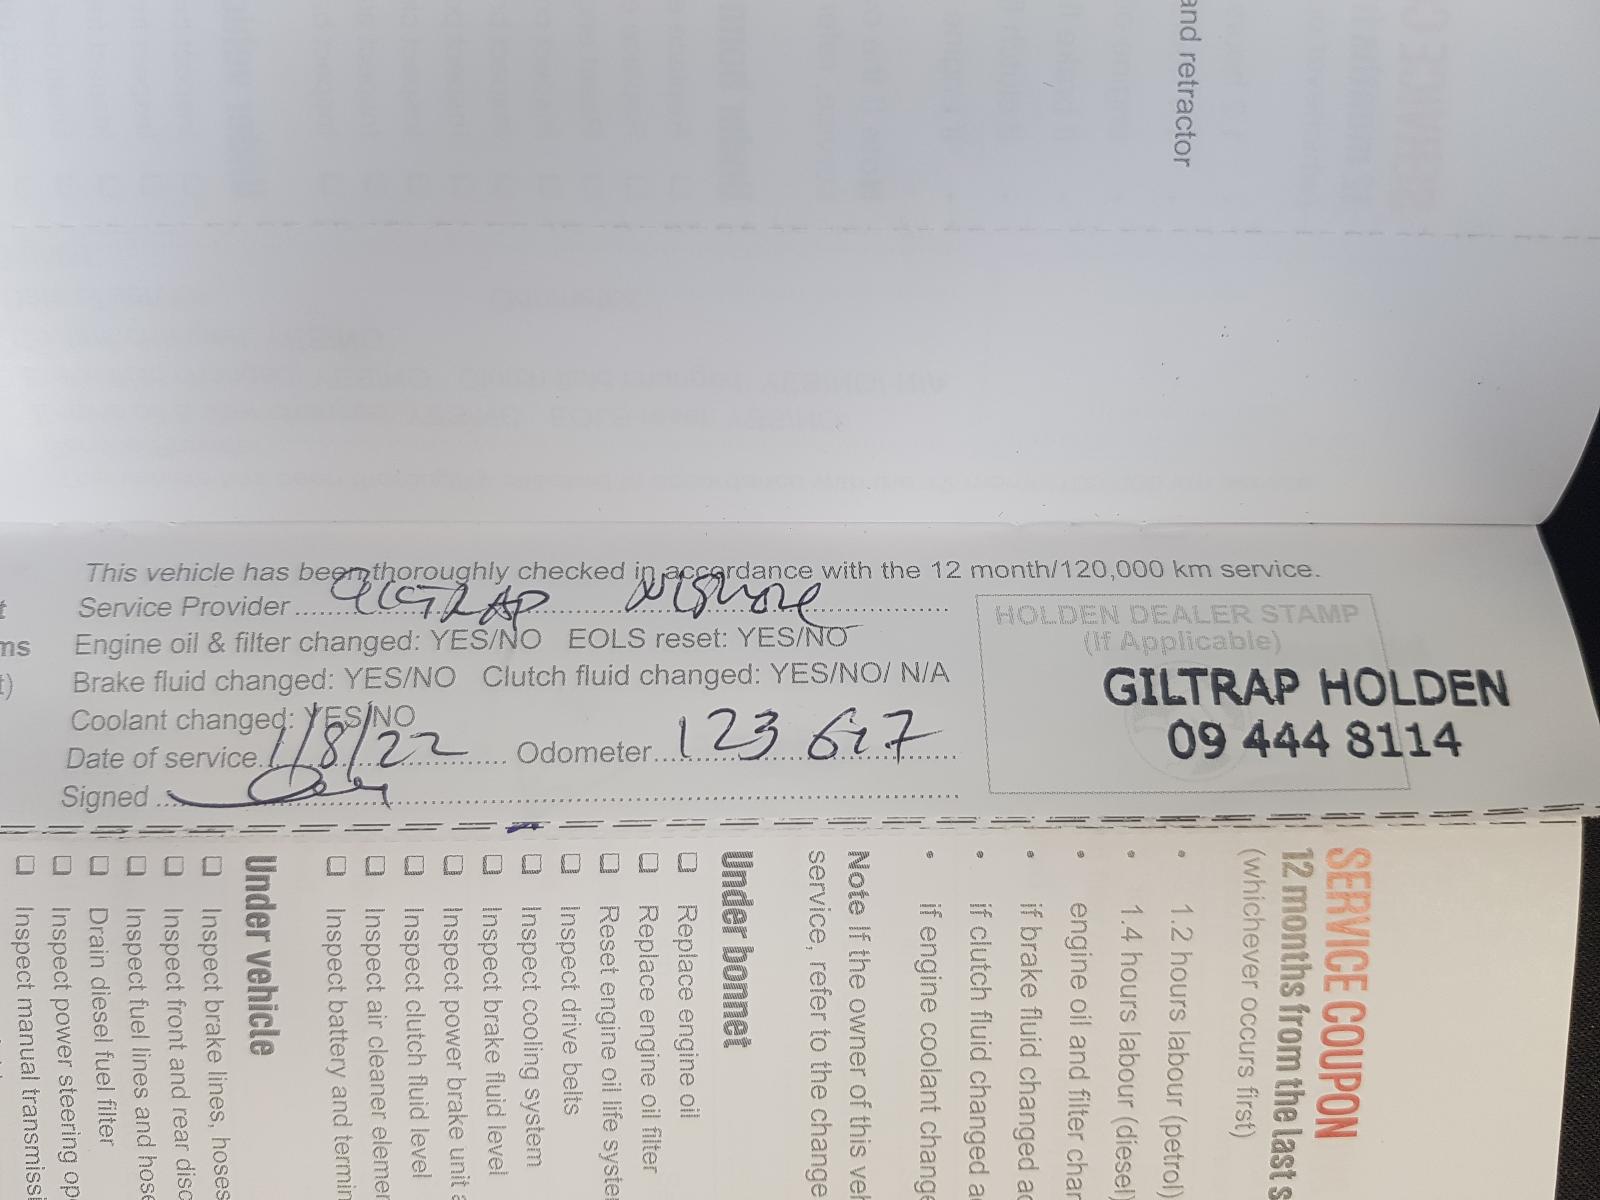 and retractor
This vehicle has been thoroughly checked in accordance with the 12 month/120,000 km service.
Service Provider GILTRAP N/SHORE
Engine oil & filter changed: YES/NO EOLS reset: YES/NO
Brake fluid changed: YES/NO Clutch fluid changed: YES/NO/ N/A
Coolant changed: YES/NO
Date of service 1/8/22 Odometer 123 617
Signed
HOLDEN DEALER STAMP
(If Applicable)
GILTRAP HOLDEN
09 444 8114
SERVICE COUPON
12 months from the last s
(whichever occurs first)
• 1.2 hours labour (petrol)
• 1.4 hours labour (diesel)
• engine oil and filter chan
• if brake fluid changed ad
• if clutch fluid changed a
• if engine coolant change
Note If the owner of this veh
service, refer to the change
Under bonnet
☐ Replace engine oil
☐ Replace engine oil filter
☐ Reset engine oil life syste
☐ Inspect drive belts
☐ Inspect cooling system
☐ Inspect brake fluid level
☐ Inspect power brake unit a
☐ Inspect clutch fluid level
☐ Inspect air cleaner elemen
☐ Inspect battery and termin
Under vehicle
☐ Inspect brake lines, hoses
☐ Inspect front and rear disc
☐ Inspect fuel lines and hose
☐ Drain diesel fuel filter
☐ Inspect power steering op
☐ Inspect manual transmiss